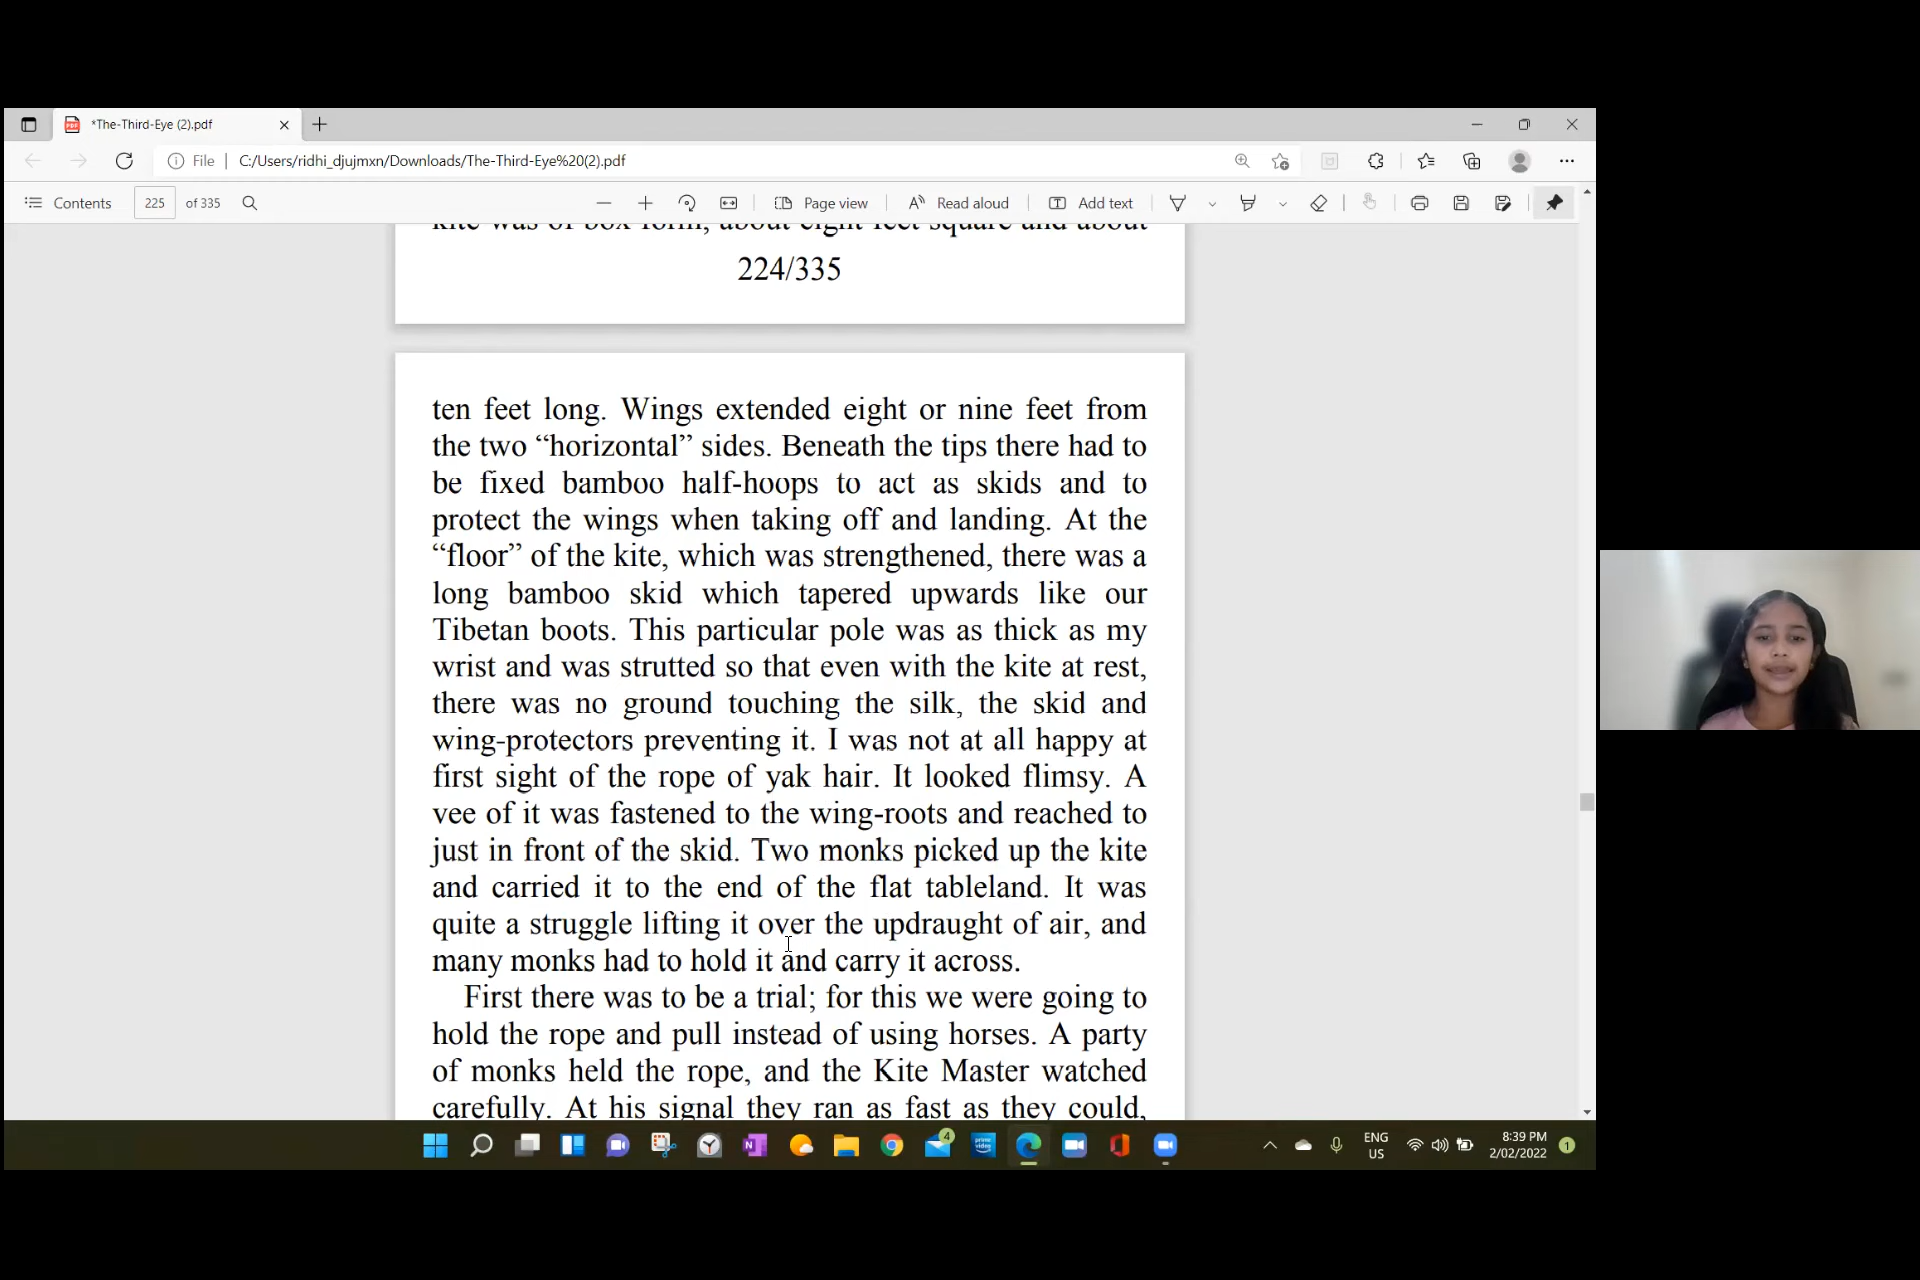 *The-Third-Eye (2).pdf
File
C:/Users/ridhi_djujmxn/Downloads/The-Third-Eye%20(2).pdf
Contents
225
of 335
Page view
Read aloud
Add text
kite was of box form, about eight feet square and about
224/335
ten feet long. Wings extended eight or nine feet from
the two “horizontal” sides. Beneath the tips there had to
be fixed bamboo half-hoops to act as skids and to
protect the wings when taking off and landing. At the
“floor” of the kite, which was strengthened, there was a
long bamboo skid which tapered upwards like our
Tibetan boots. This particular pole was as thick as my
wrist and was strutted so that even with the kite at rest,
there was no ground touching the silk, the skid and
wing-protectors preventing it. I was not at all happy at
first sight of the rope of yak hair. It looked flimsy. A
vee of it was fastened to the wing-roots and reached to
just in front of the skid. Two monks picked up the kite
and carried it to the end of the flat tableland. It was
quite a struggle lifting it over the updraught of air, and
many monks had to hold it and carry it across.
First there was to be a trial; for this we were going to
hold the rope and pull instead of using horses. A party
of monks held the rope, and the Kite Master watched
carefully. At his signal they ran as fast as they could,
4
prime video
ENG
US
8:39 PM
2/02/2022
1